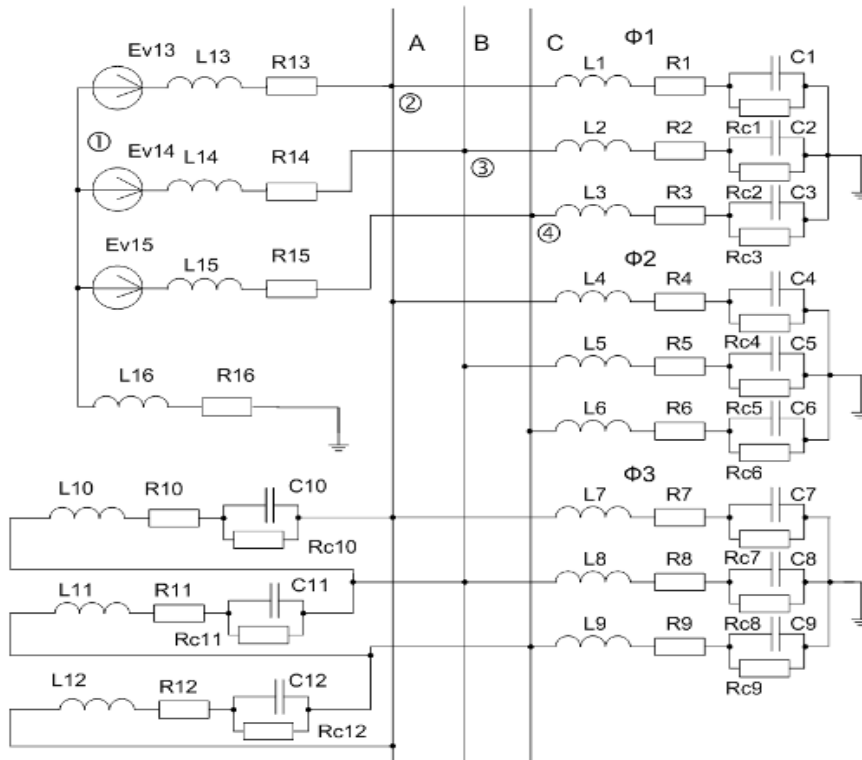 A B C Ф1
Ev13 L13 R13 L1 R1 C1
②
① Ev14 L14 R14 L2 R2 Rc1 C2
③
Ev15 L15 R15 L3 R3 Rc2 C3
④
Rc3
Ф2
L4 R4 C4
L5 R5 Rc4 C5
L16 R16 L6 R6 Rc5 C6
Rc6
Ф3
L10 R10 C10 L7 R7 C7
Rc10
L11 R11 C11 L8 R8 Rc7 C8
Rc11
L12 R12 C12 L9 R9 Rc8 C9
Rc12 Rc9